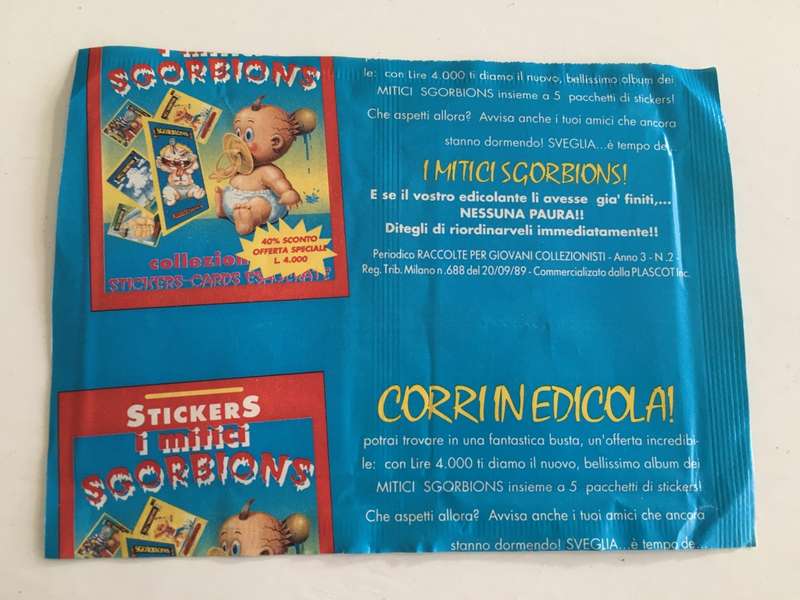 i mitici
SGORBIONS
SGORBIONS
40% SCONTO
OFFERTA SPECIALE
L. 4.000
STICKERS-CARDS
le: con Lire 4.000 ti diamo il nuovo, bellissimo album dei
MITICI SGORBIONS insieme a 5 pacchetti di stickers!
Che aspetti allora? Avvisa anche i tuoi amici che ancora
stanno dormendo! SVEGLIA...è tempo de...
I MITICI SGORBIONS!
E se il vostro edicolante li avesse gia' finiti,...
NESSUNA PAURA!!
Ditegli di riordinarveli immediatamente!!
Periodico RACCOLTE PER GIOVANI COLLEZIONISTI - Anno 3 - N.2 -
Reg. Trib. Milano n.688 del 20/09/89 - Commercializato dalla PLASCOT Inc.
STICKERS
i mitici
SGORBIONS
SGORBIONS
CORRI IN EDICOLA!
potrai trovare in una fantastica busta, un'offerta incredibi-
le: con Lire 4.000 ti diamo il nuovo, bellissimo album dei
MITICI SGORBIONS insieme a 5 pacchetti di stickers!
Che aspetti allora? Avvisa anche i tuoi amici che ancora
stanno dormendo! SVEGLIA...è tempo de...